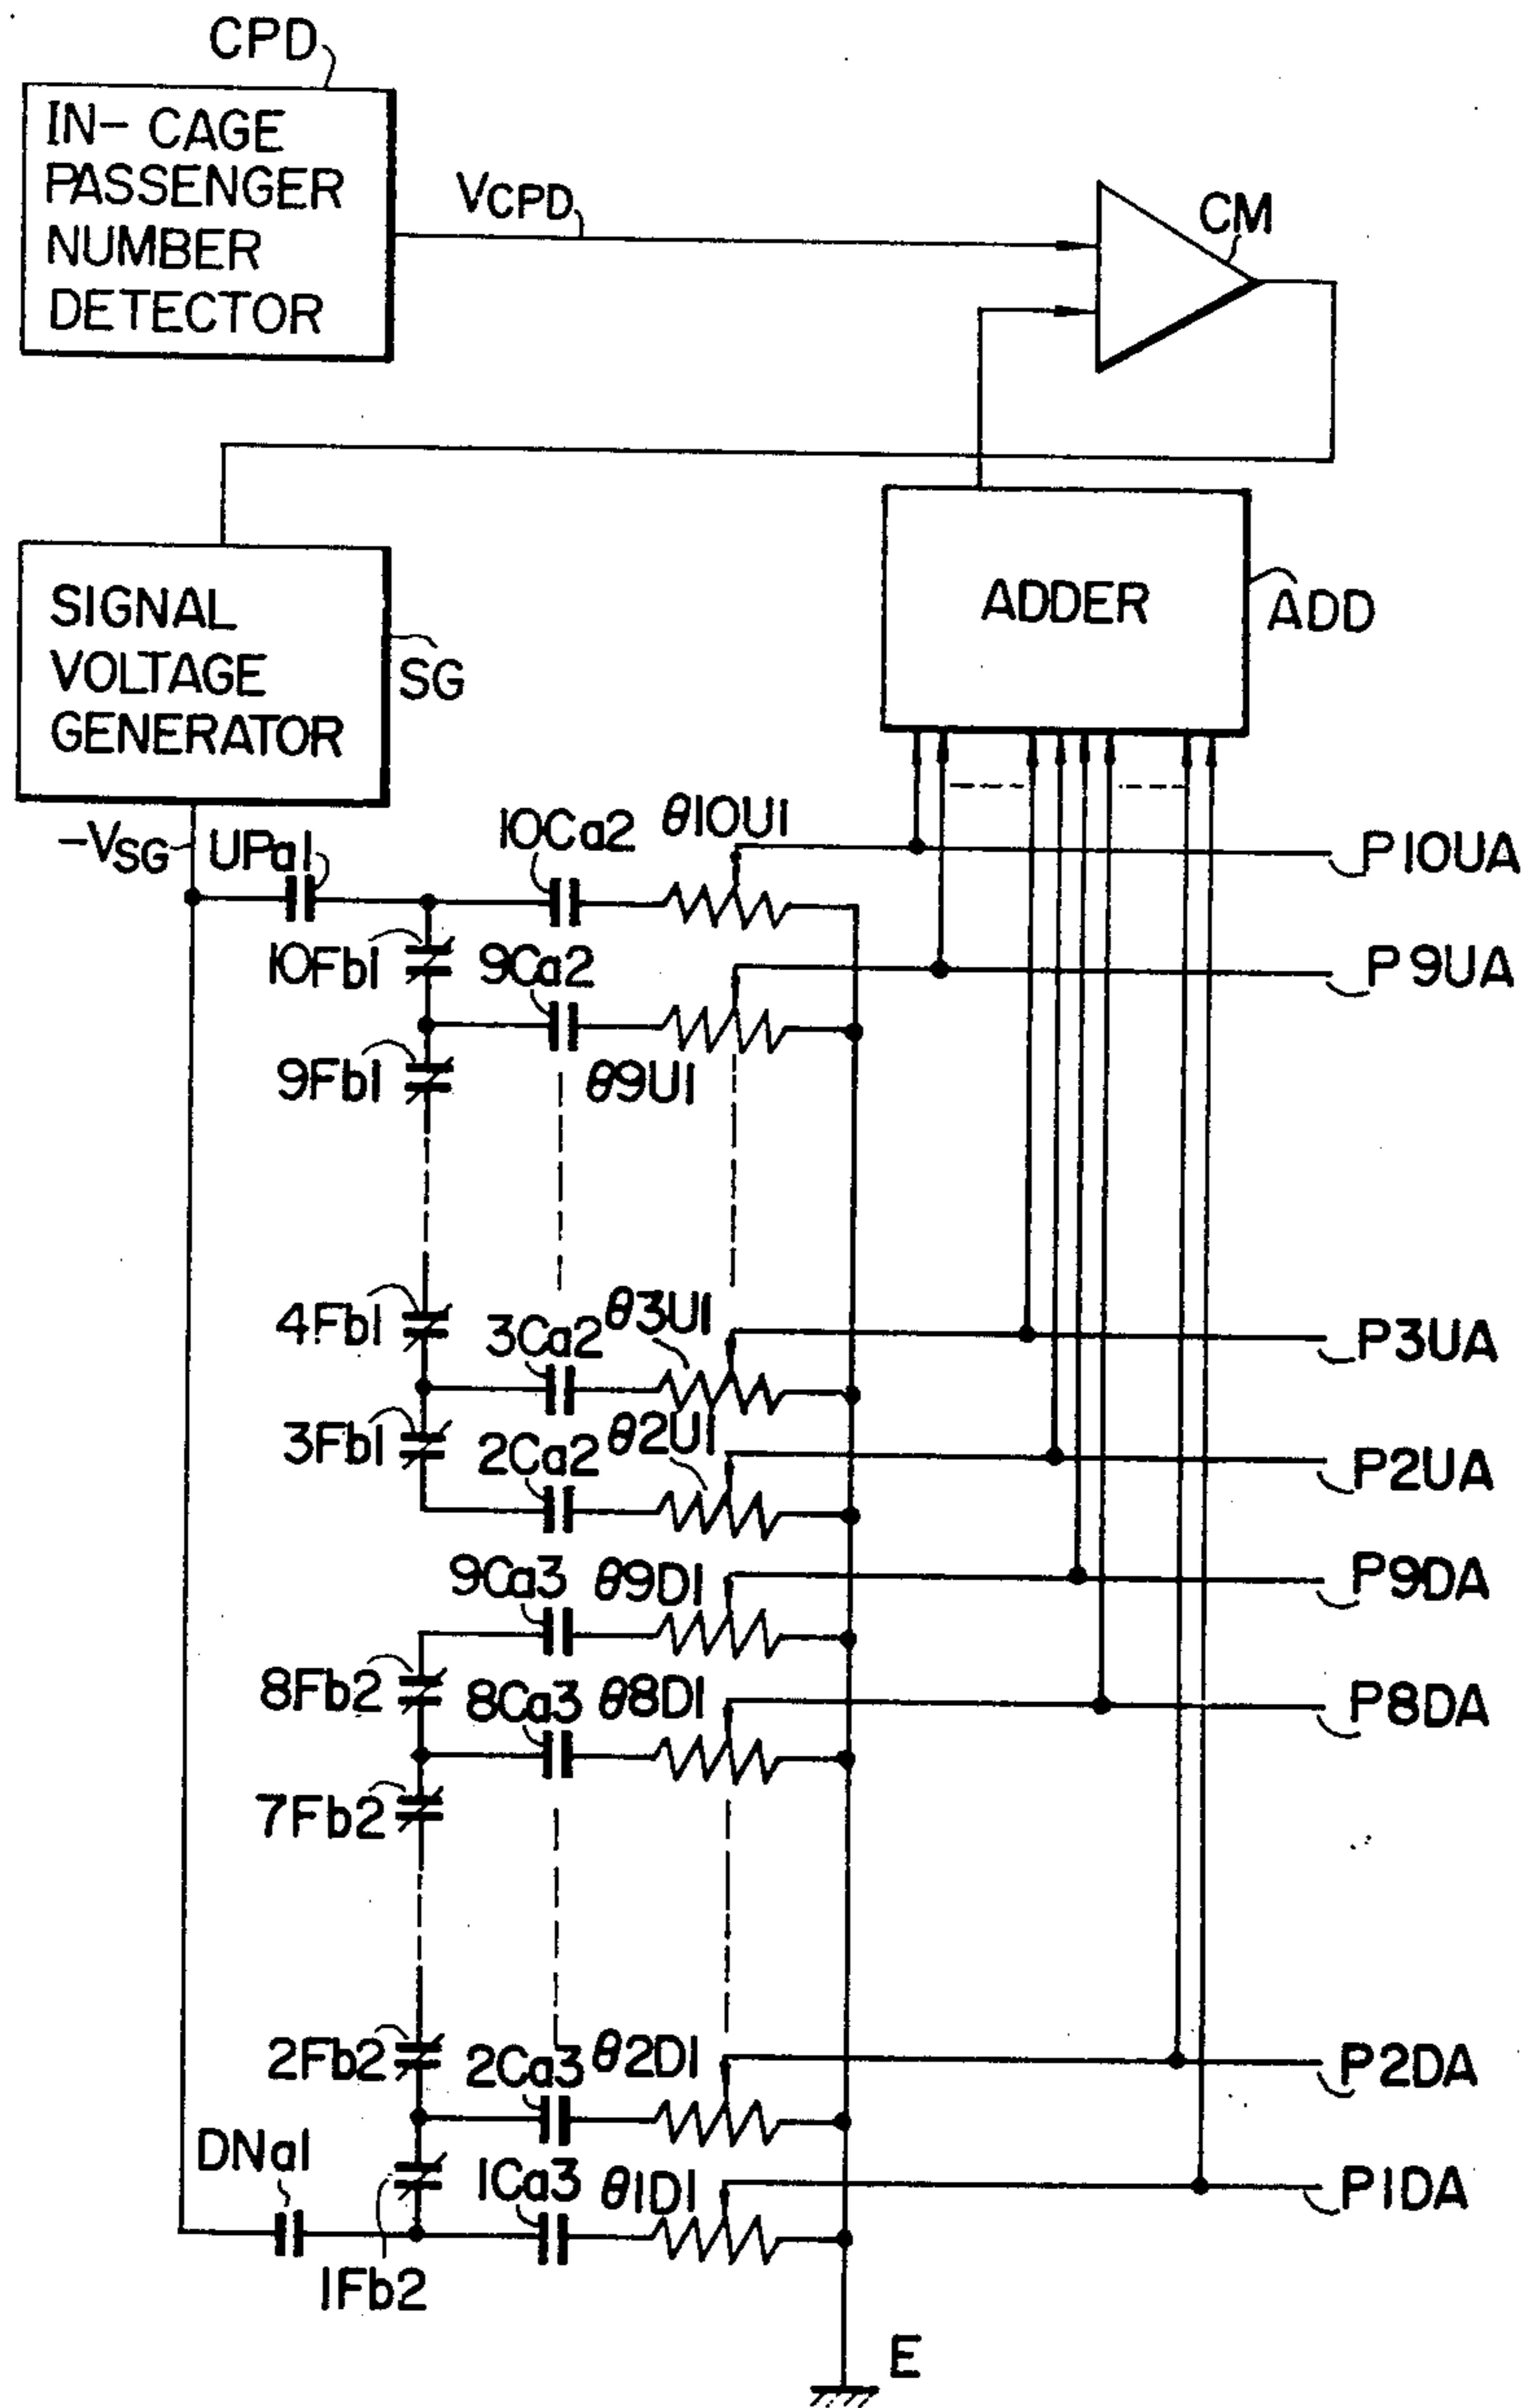 CPD
IN- CAGE
PASSENGER
NUMBER
DETECTOR
VCPD
CM
SIGNAL
VOLTAGE
GENERATOR
SG
ADDER
ADD
-VSG
UPa1
10Ca2
θ10U1
P10UA
10Fb1
9Ca2
P9UA
9Fb1
θ9U1
4Fb1
3Ca2
θ3U1
P3UA
3Fb1
2Ca2
θ2U1
P2UA
9Ca3
θ9D1
P9DA
8Fb2
8Ca3
θ8D1
P8DA
7Fb2
2Fb2
2Ca3
θ2D1
P2DA
DNa1
1Ca3
θ1D1
P1DA
1Fb2
E